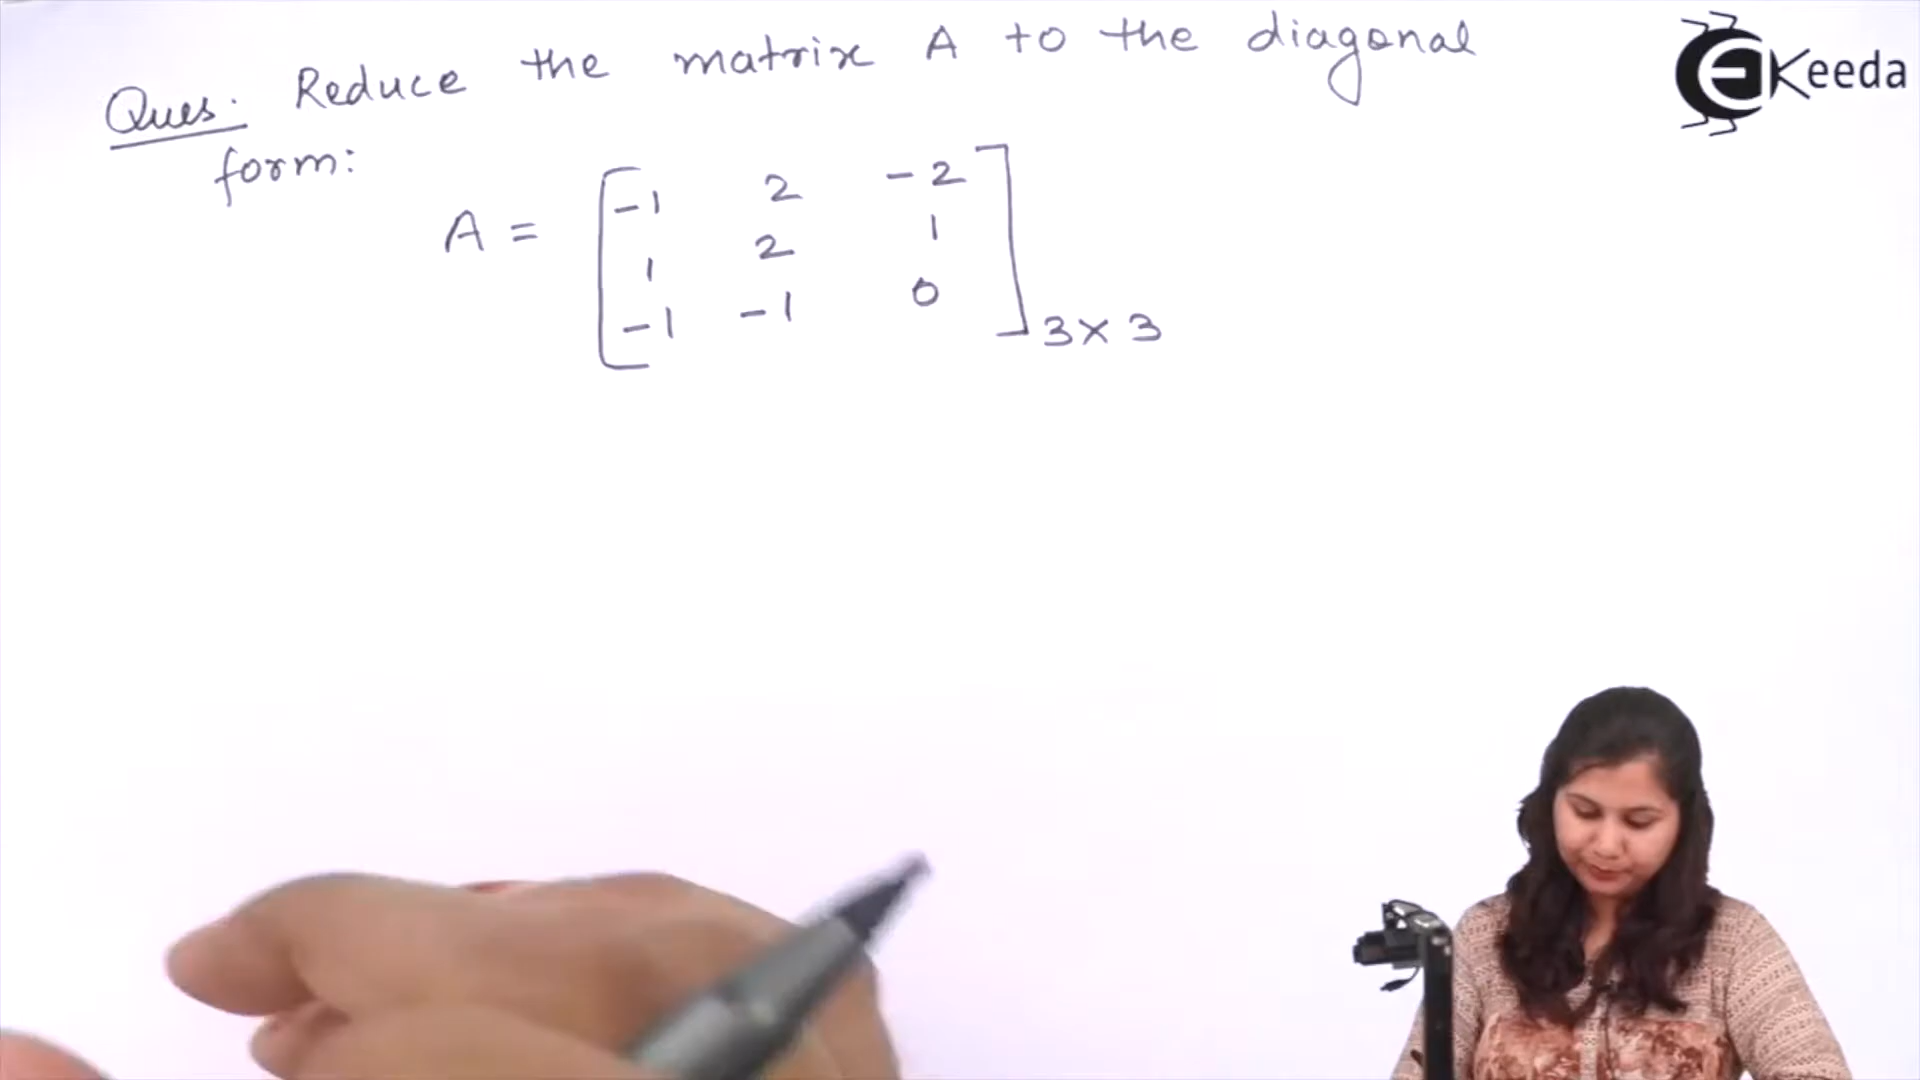 Ques. Reduce the matrix A to the diagonal
form:
A = [ -1 2 -2
1 2 1
-1 -1 0 ] 3×3
EKeeda